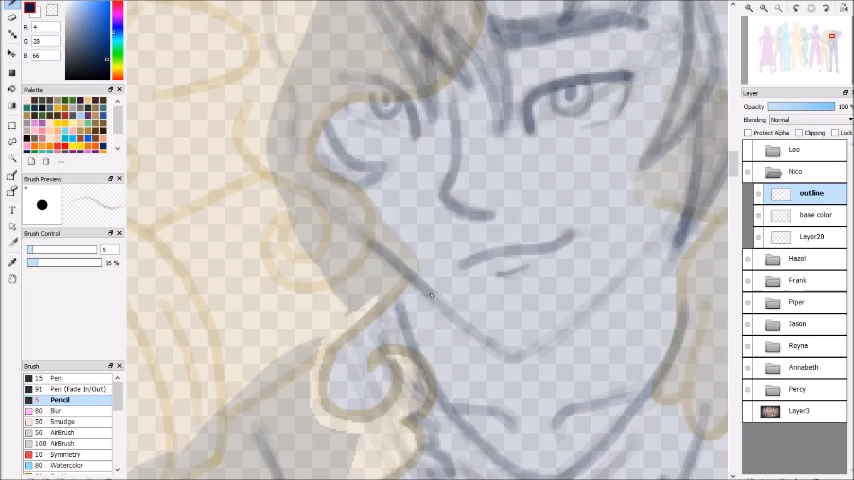 R 4
G 28
B 66
Palette
Brush Preview
Brush Control
5
16 %
Brush
15 Pen
91 Pen (Fade In/Out)
5 Pencil
80 Blur
50 Smudge
50 AirBrush
100 AirBrush
10 Symmetry
80 Watercolor
Layer
Opacity 100 %
Blending Normal
Protect Alpha Clipping Lock
Leo
Nico
outline
base color
Layer20
Hazel
Frank
Piper
Jason
Reyna
Annabeth
Percy
Layer3